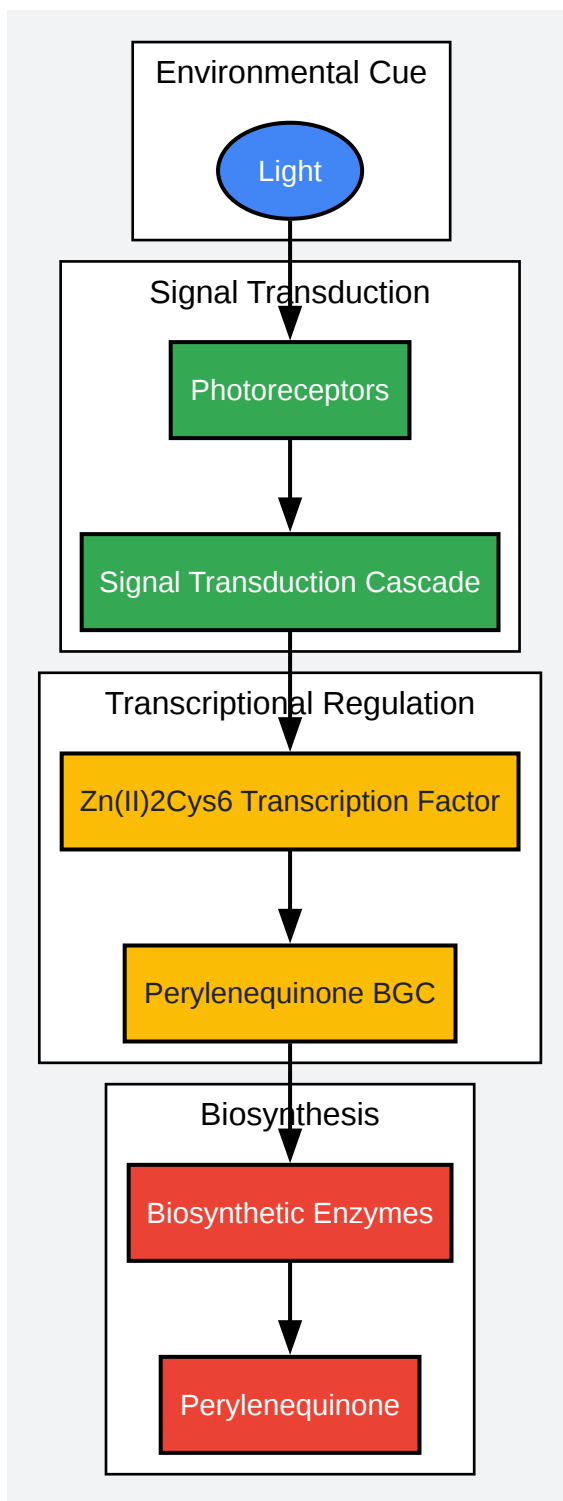 Environmental Cue
Light
Signal Transduction
Photoreceptors
Signal Transduction Cascade
Transcriptional Regulation
Zn(II)2Cys6 Transcription Factor
Perylenequinone BGC
Biosynthesis
Biosynthetic Enzymes
Perylenequinone